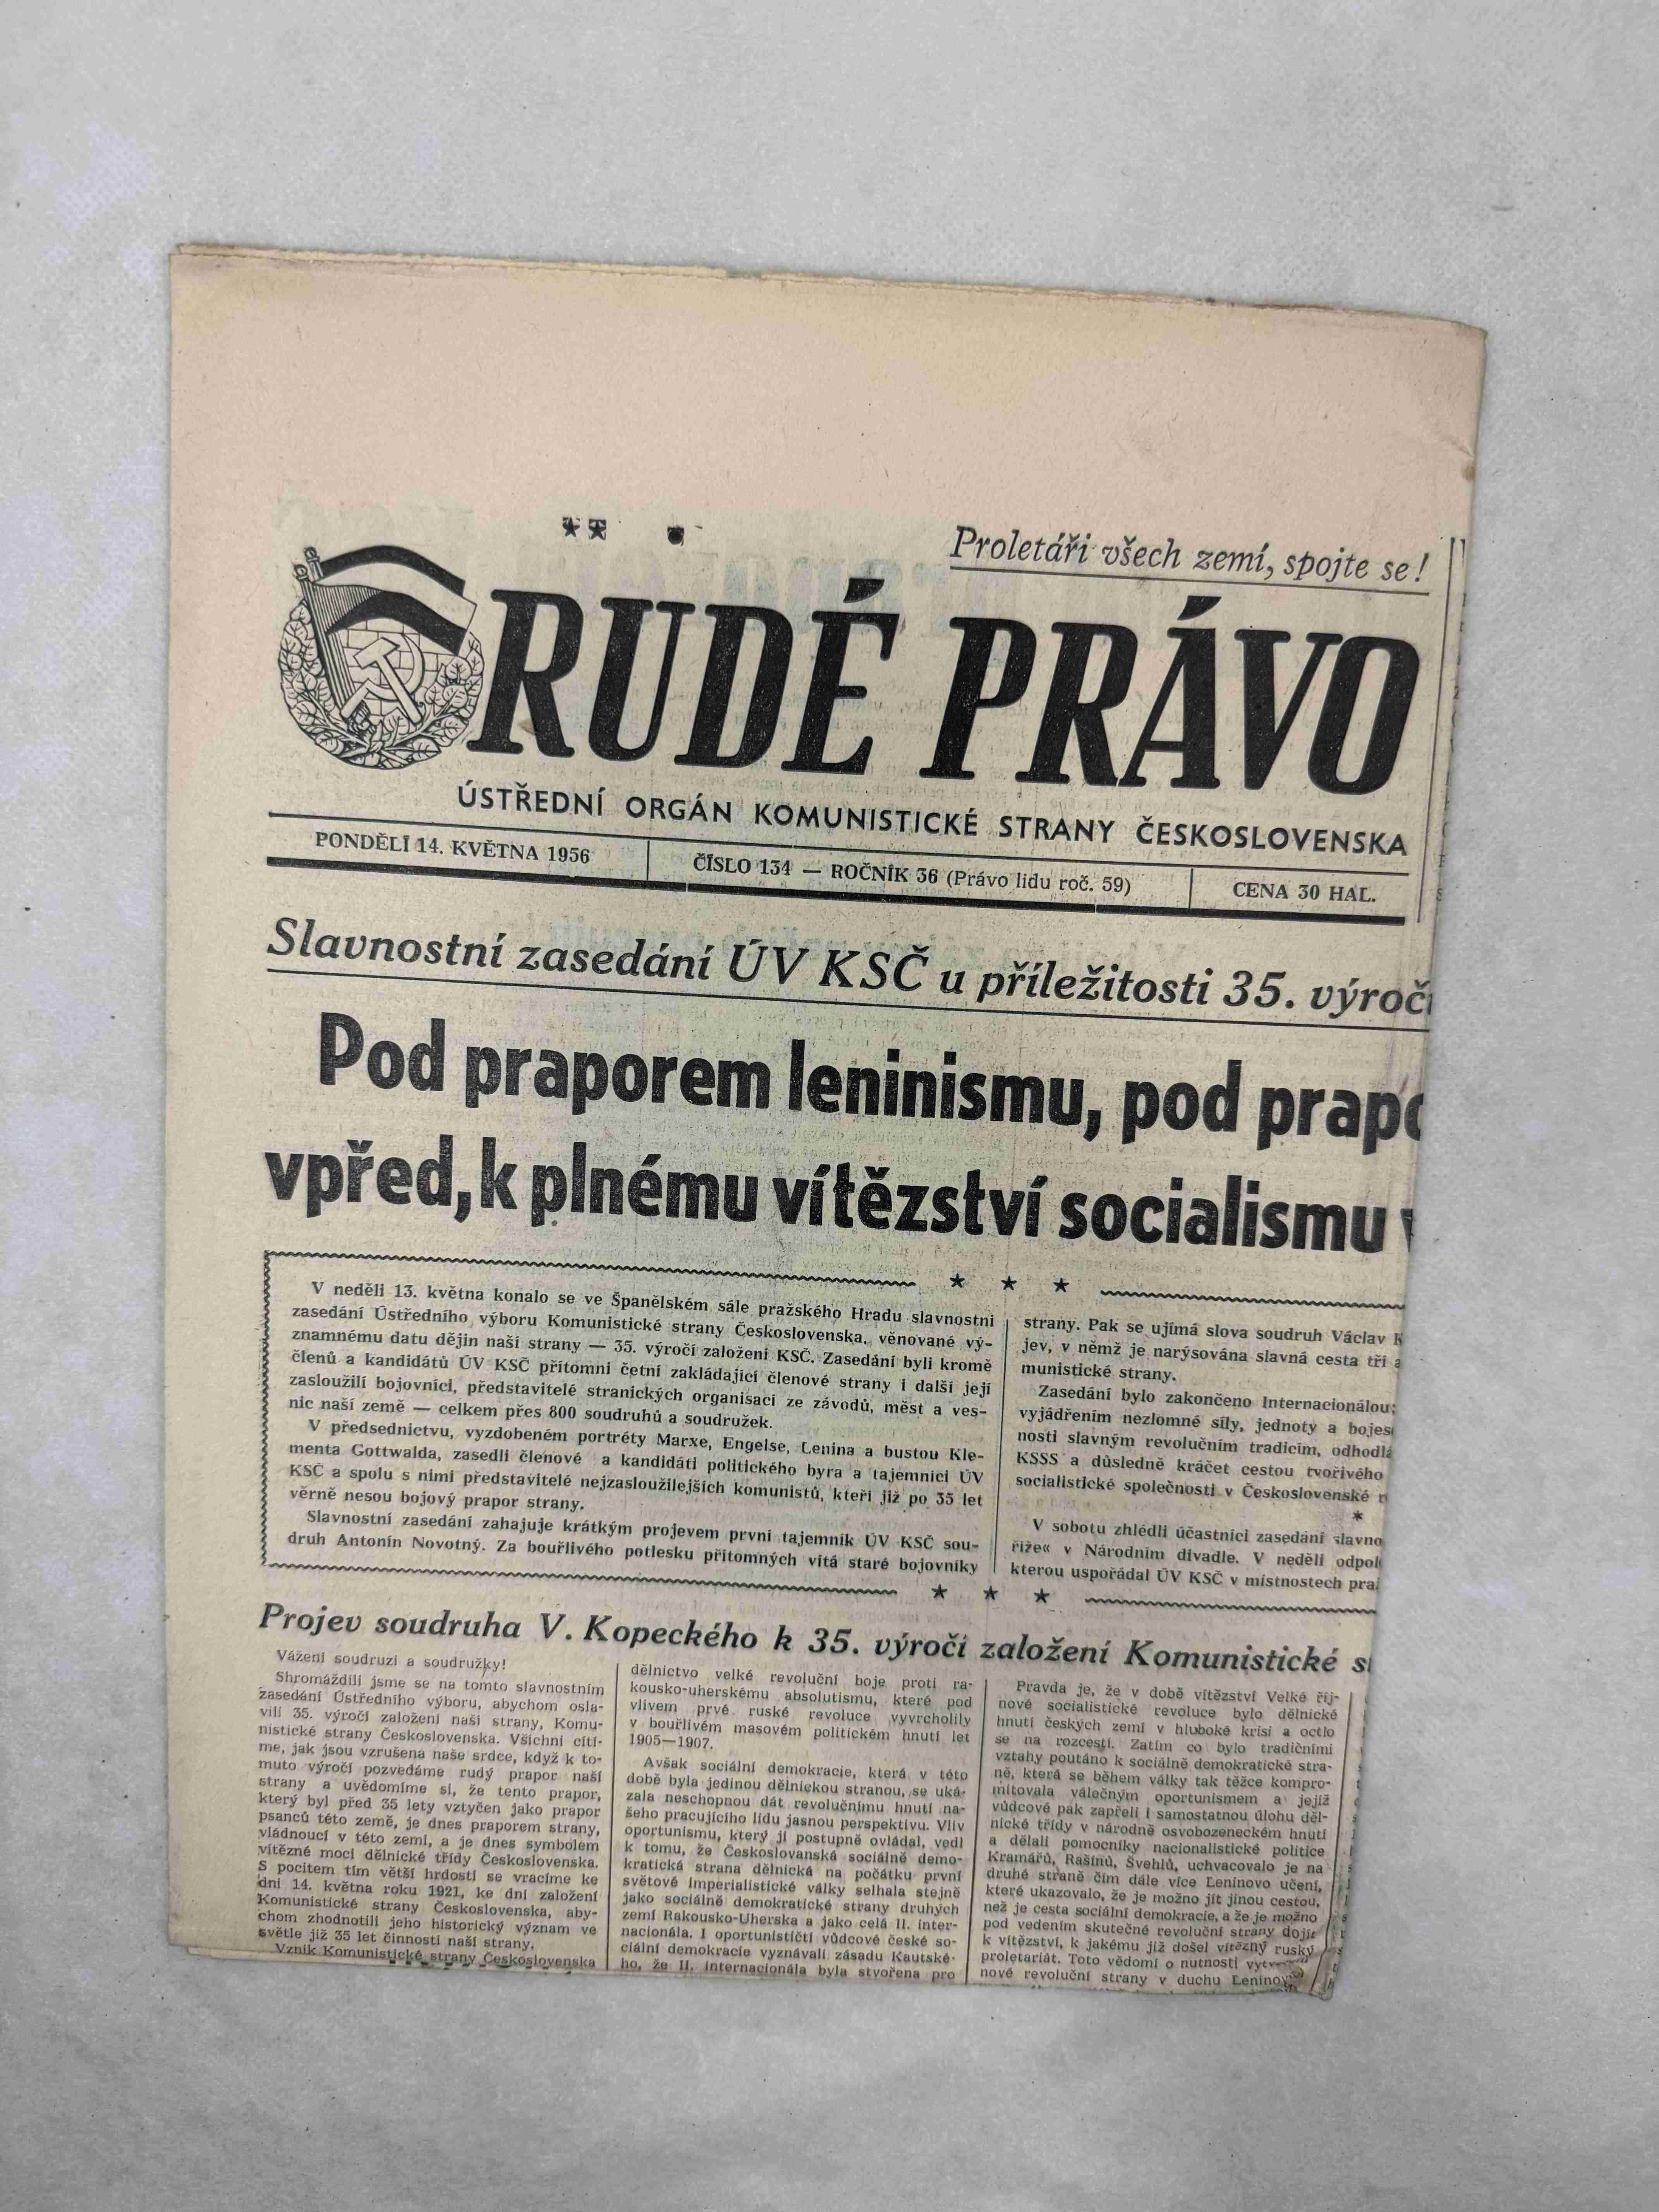 Proletáři všech zemí, spojte se!
RUDÉ PRÁVO
ÚSTŘEDNÍ ORGÁN KOMUNISTICKÉ STRANY ČESKOSLOVENSKA
PONDĚLÍ 14. KVĚTNA 1956
ČÍSLO 134 — ROČNÍK 36 (Právo lidu roč. 59)
CENA 30 HAL.
Slavnostní zasedání ÚV KSČ u příležitosti 35. výročí
Pod praporem leninismu, pod prapo
vpřed, k plnému vítězství socialismu v
V neděli 13. května konalo se ve Španělském sále pražského Hradu slavnostní
zasedání Ústředního výboru Komunistické strany Československa, věnované vý-
znamnému datu dějin naší strany — 35. výročí založení KSČ. Zasedání byli kromě
členů a kandidátů ÚV KSČ přítomni četní zakládající členové strany i další její
zasloužilí bojovníci, představitelé stranických organisací ze závodů, měst a ves-
nic naší země — celkem přes 800 soudruhů a soudružek.
V předsednictvu, vyzdobeném portréty Marxe, Engelse, Lenina a bustou Kle-
menta Gottwalda, zasedli členové a kandidáti politického byra a tajemníci ÚV
KSČ a spolu s nimi představitelé nejzasloužilejších komunistů, kteří již po 35 let
věrně nesou bojový prapor strany.
Slavnostní zasedání zahajuje krátkým projevem první tajemník ÚV KSČ sou-
druh Antonín Novotný. Za bouřlivého potlesku přítomných vítá staré bojovníky
strany. Pak se ujímá slova soudruh Václav K
jev, v němž je narýsována slavná cesta tří a
munistické strany.
Zasedání bylo zakončeno Internacionálou;
vyjádřením nezlomné síly, jednoty a bojes
nosti slavným revolučním tradicím, odhodla
KSSS a důsledně kráčet cestou tvořivého
socialistické společnosti v Československé r
*
V sobotu zhlédli účastníci zasedání slavno
říže« v Národním divadle. V neděli odpol
kterou uspořádal ÚV KSČ v místnostech pra
Projev soudruha V. Kopeckého k 35. výročí založení Komunistické s
Vážení soudruzi a soudružky!
Shromáždili jsme se na tomto slavnostním
zasedání Ústředního výboru, abychom osla-
vili 35. výročí založení naší strany, Komu-
nistické strany Československa. Všichni cítí-
me, jak jsou vzrušena naše srdce, když k to-
muto výročí pozvedáme rudý prapor naší
strany a uvědomíme si, že tento prapor,
který byl před 35 lety vztyčen jako prapor
psanců této země, je dnes praporem strany,
vládnoucí v této zemi, a je dnes symbolem
vítězné moci dělnické třídy Československa.
S pocitem tím větší hrdosti se vracíme ke
dni 14. května roku 1921, ke dni založení
Komunistické strany Československa, aby-
chom zhodnotili jeho historický význam ve
světle již 35 let činnosti naší strany.
Vznik Komunistické strany Československa
dělnictvo velké revoluční boje proti ra-
kousko-uherskému absolutismu, které pod
vlivem prvé ruské revoluce vyvrcholily
v bouřlivém masovém politickém hnutí let
1905—1907.
Avšak sociální demokracie, která v této
době byla jedinou dělnickou stranou, se uká-
zala neschopnou dát revolučnímu hnutí na-
šeho pracujícího lidu jasnou perspektivu. Vliv
oportunismu, který jí postupně ovládal, vedl
k tomu, že Českoslovanská sociálně demo-
kratická strana dělnická na počátku první
světové imperialistické války selhala stejně
jako sociálně demokratické strany druhých
zemí Rakousko-Uherska a jako celá II. inter-
nacionála. I oportunističtí vůdcové české so-
ciální demokracie vyznávali zásadu Kautské-
ho, že II. internacionála byla stvořena pro
Pravda je, že v době vítězství Velké říj-
nové socialistické revoluce bylo dělnické
hnutí českých zemí v hluboké krisi a octlo
se na rozcestí. Zatím co bylo tradičními
vztahy poutáno k sociálně demokratické stra-
ně, která se během války tak těžce kompro-
mitovala válečným oportunismem a jejíž
vůdcové pak zapřeli i samostatnou úlohu děl-
nické třídy v národně osvobozeneckém hnutí
a dělali pomocníky nacionalistické politice
Kramářů, Rašínů, Švehlů, uchvacovalo je na
druhé straně čím dále více Leninovo učení,
které ukazovalo, že je možno jít jinou cestou,
než je cesta sociální demokracie, a že je možno
pod vedením skutečné revoluční strany dojít
k vítězství, k jakému již došel vítězný ruský
proletariát. Toto vědomí o nutnosti
nové revoluční strany v duchu